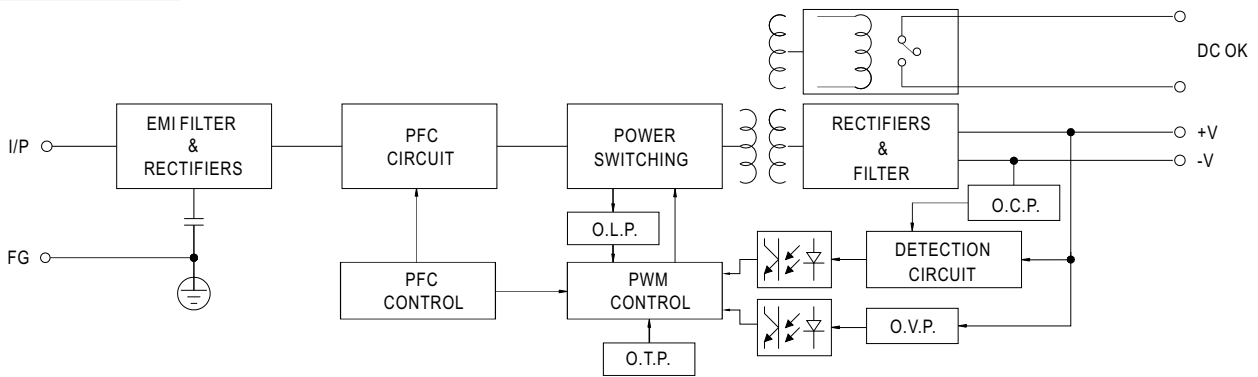 DC OK
I/P
EMI FILTER
&
RECTIFIERS
PFC
CIRCUIT
POWER
SWITCHING
RECTIFIERS
&
FILTER
+V
-V
O.C.P.
O.L.P.
DETECTION
CIRCUIT
FG
PFC
CONTROL
PWM
CONTROL
O.V.P.
O.T.P.